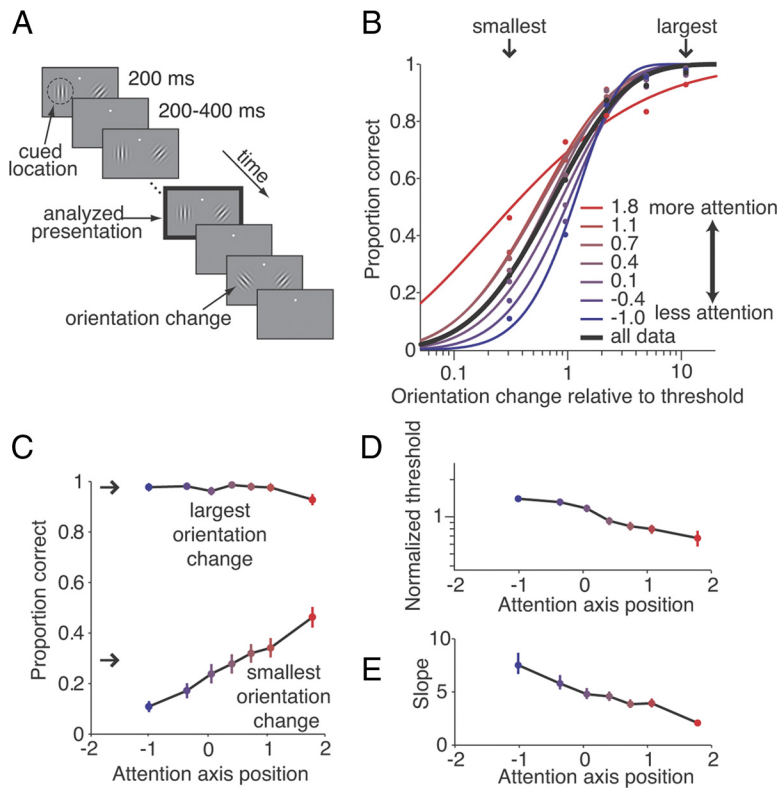 A
200 ms
200-400 ms
cued
location
time
analyzed
presentation
orientation change
B
smallest
largest
Proportion correct
1
0.8
0.6
0.4
0.2
0
1.8
1.1
0.7
0.4
0.1
-0.4
-1.0
all data
more attention
less attention
0.1
1
10
Orientation change relative to threshold
C
Proportion correct
1
0.8
0.6
0.4
0.2
0
largest
orientation
change
smallest
orientation
change
-2
-1
0
1
2
Attention axis position
D
Normalized threshold
1
-2
-1
0
1
2
Attention axis position
E
Slope
10
5
0
-2
-1
0
1
2
Attention axis position